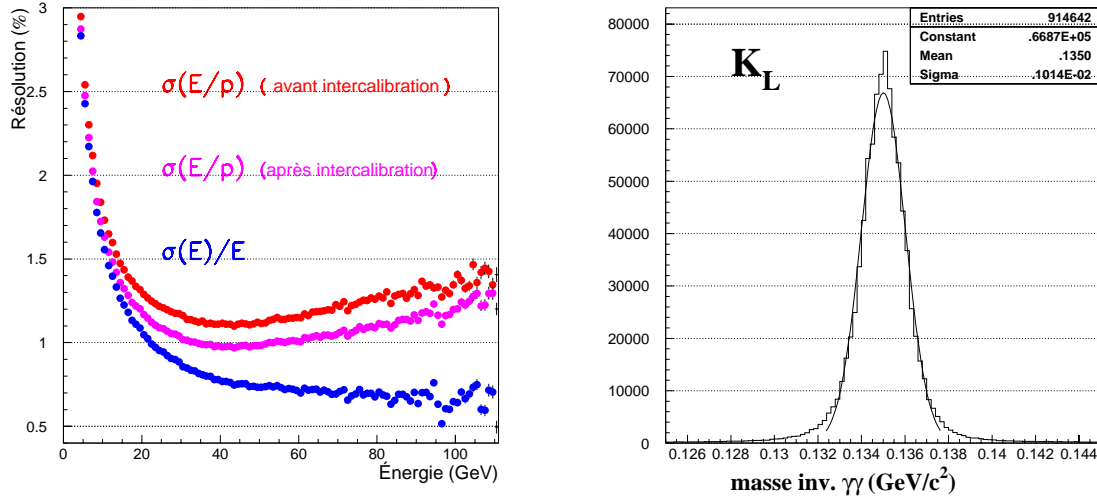 Résolution (%)
3
2.5
2
1.5
1
0.5
σ(E/p) ( avant intercalibration )
σ(E/p) (après intercalibration)
σ(E)/E
0 20 40 60 80 100
Énergie (GeV)
80000
70000
60000
50000
40000
30000
20000
10000
0
K_L
Entries 914642
Constant .6687E+05
Mean .1350
Sigma .1014E-02
0.126 0.128 0.13 0.132 0.134 0.136 0.138 0.14 0.142 0.144
masse inv. γγ (GeV/c²)